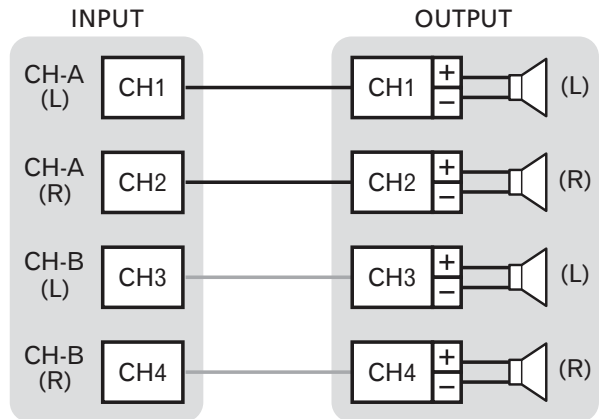 INPUT OUTPUT
CH-A (L) CH1 CH1 + − (L)
CH-A (R) CH2 CH2 + − (R)
CH-B (L) CH3 CH3 + − (L)
CH-B (R) CH4 CH4 + − (R)